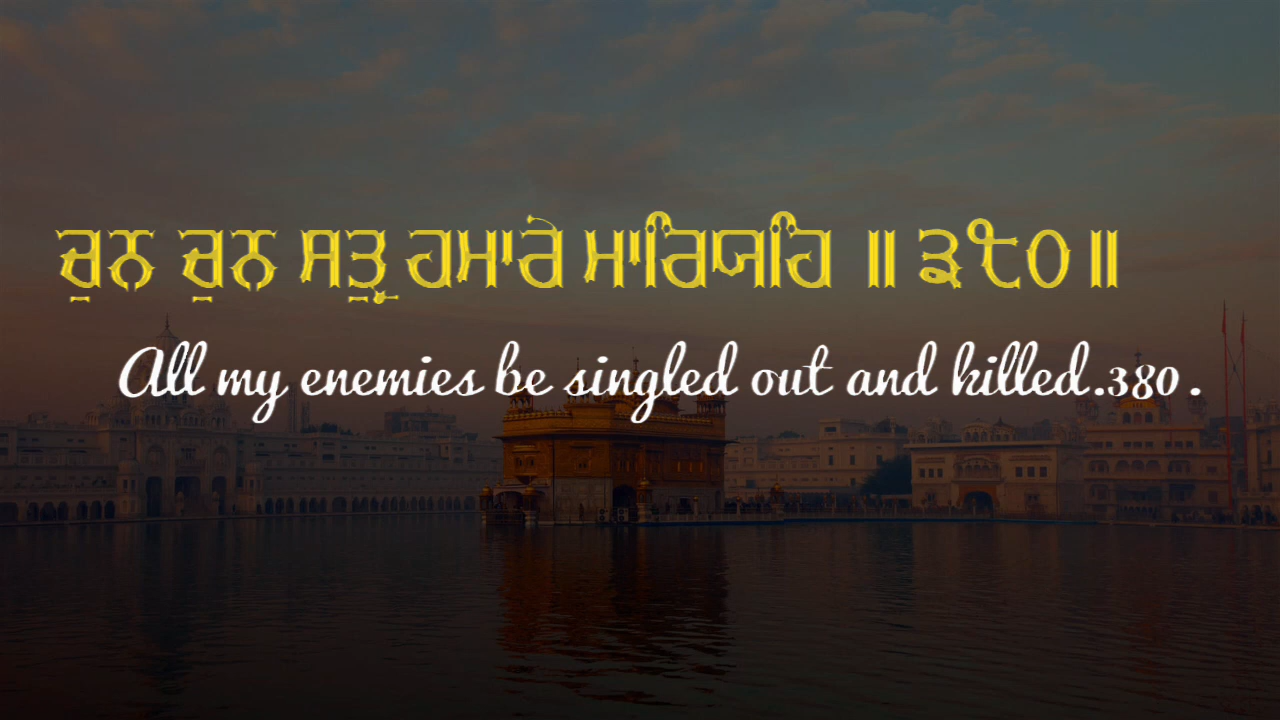 ਚੁਨ ਚੁਨ ਸਤ੍ਰੁ ਹਮਾਰੇ ਮਾਰਿਯਹਿ ॥ ੩੮੦॥
All my enemies be singled out and killed.380 .